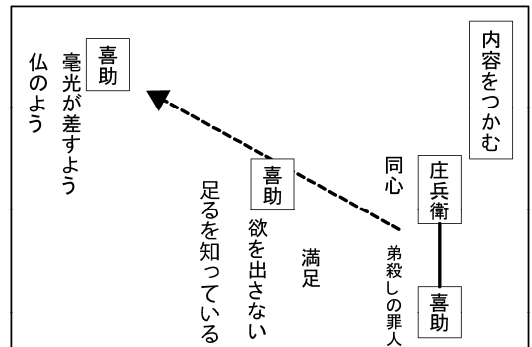 内容をつかむ
庄兵衛
同心
喜助
弟殺しの罪人
満足
喜助
欲を出さない
足るを知っている
喜助
毫光が差すよう
仏のよう